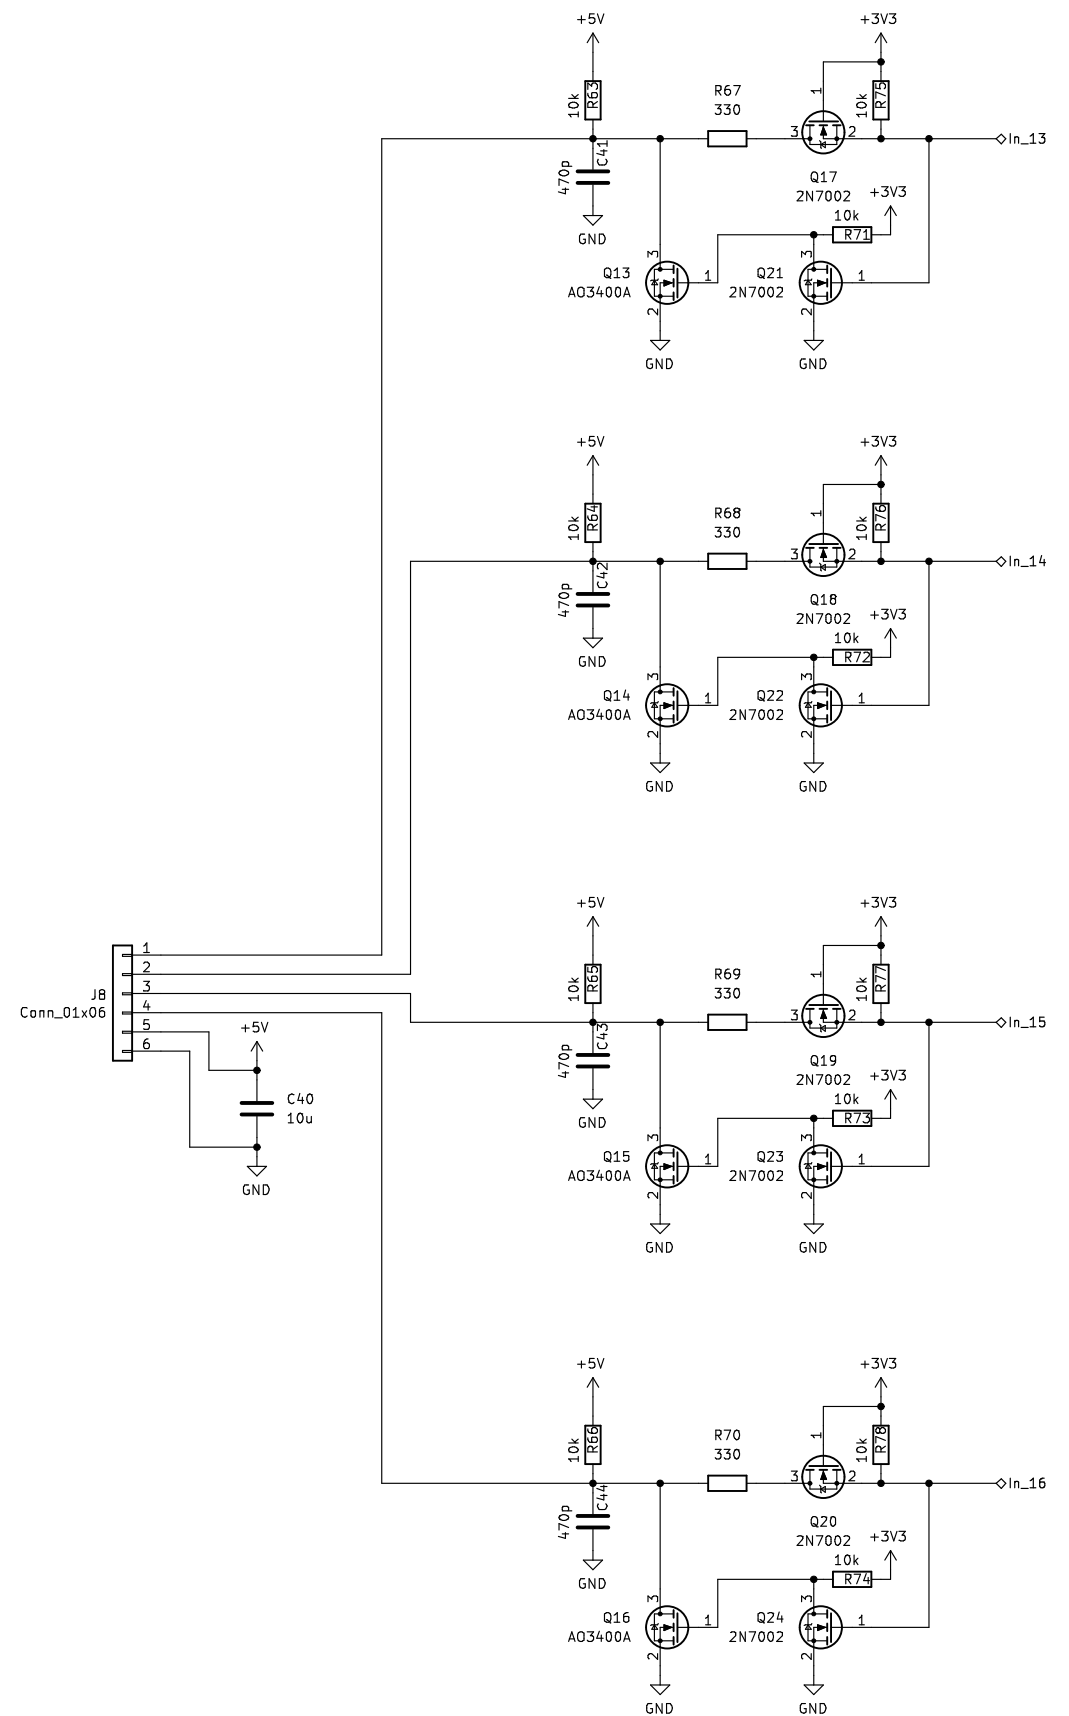 +5V
+3V3
10k
R63
R67
330
1
10k
R75
3
2
In_13
470p
C41
Q17
2N7002
+3V3
GND
10k
R71
3
3
Q13
AO3400A
1
Q21
2N7002
1
2
2
GND
GND
+5V
+3V3
10k
R64
R68
330
1
10k
R76
3
2
In_14
470p
C42
Q18
2N7002
+3V3
GND
10k
R72
3
3
Q14
AO3400A
1
Q22
2N7002
1
2
2
GND
GND
+5V
+3V3
1
2
3
4
5
6
J8
Conn_01x06
+5V
C40
10u
GND
10k
R65
R69
330
1
10k
R77
3
2
In_15
470p
C43
Q19
2N7002
+3V3
GND
10k
R73
3
3
Q15
AO3400A
1
Q23
2N7002
1
2
2
GND
GND
+5V
+3V3
10k
R66
R70
330
1
10k
R78
3
2
In_16
470p
C44
Q20
2N7002
+3V3
GND
10k
R74
3
3
Q16
AO3400A
1
Q24
2N7002
1
2
2
GND
GND